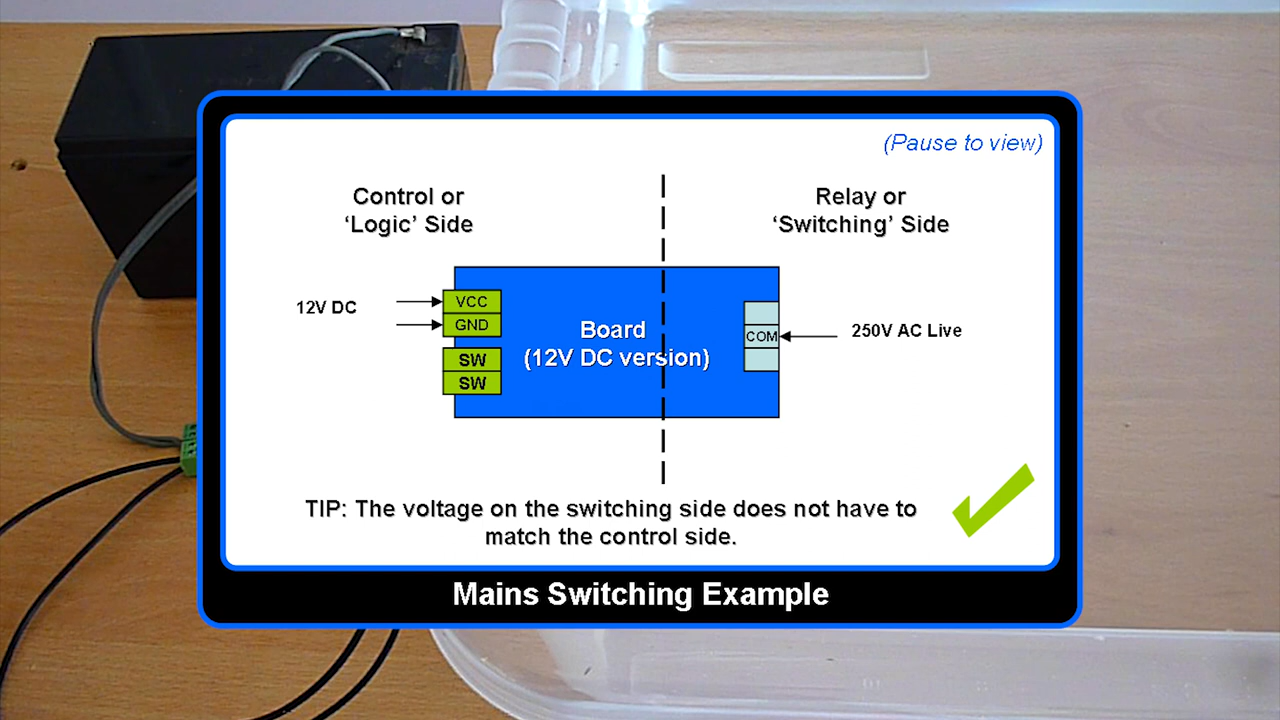 (Pause to view)
Control or
‘Logic’ Side
Relay or
‘Switching’ Side
12V DC
VCC
GND
SW
SW
Board
(12V DC version)
COM
250V AC Live
TIP: The voltage on the switching side does not have to
match the control side.
Mains Switching Example